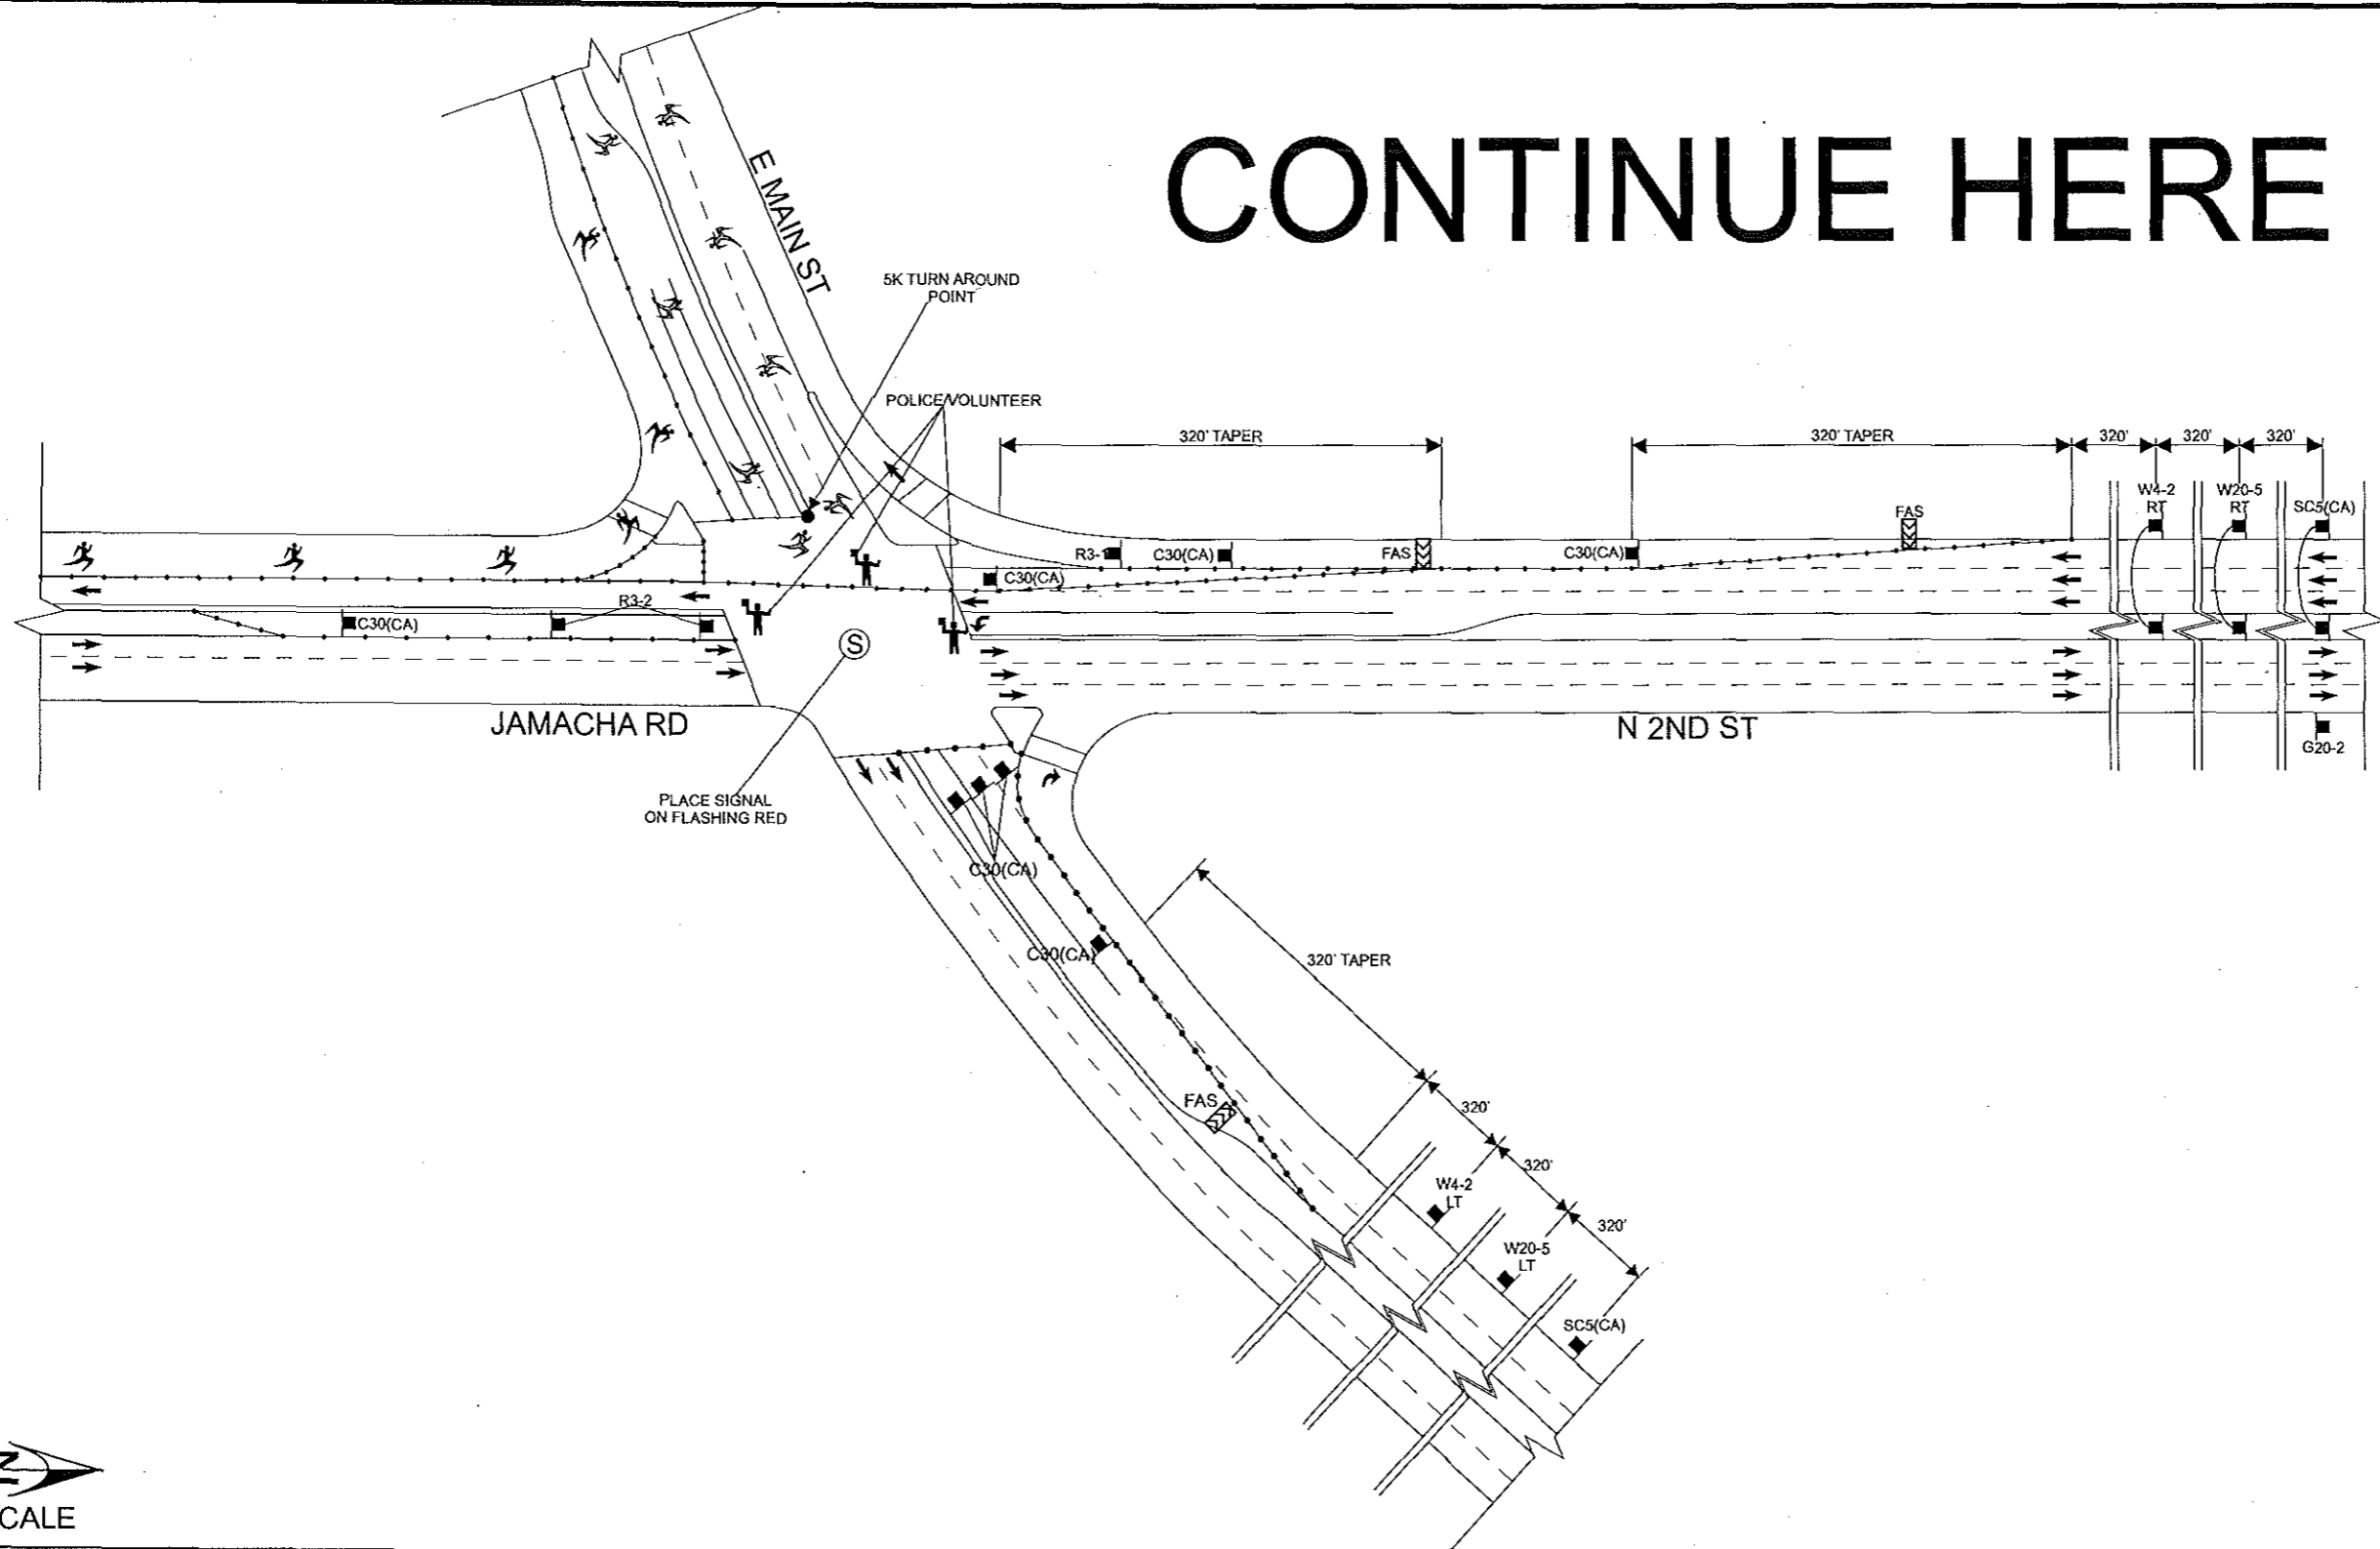 CONTINUE HERE
E MAIN ST
5K TURN AROUND
POINT
POLICE/VOLUNTEER
320' TAPER
320' TAPER
320'
320'
320'
W4-2
RT
W20-5
RT
SC5(CA)
FAS
R3-1
C30(CA)
FAS
C30(CA)
C30(CA)
R3-2
C30(CA)
S
JAMACHA RD
N 2ND ST
G20-2
PLACE SIGNAL
ON FLASHING RED
C30(CA)
C30(CA)
320' TAPER
FAS
320'
320'
320'
W4-2
LT
W20-5
LT
SC5(CA)
CALE